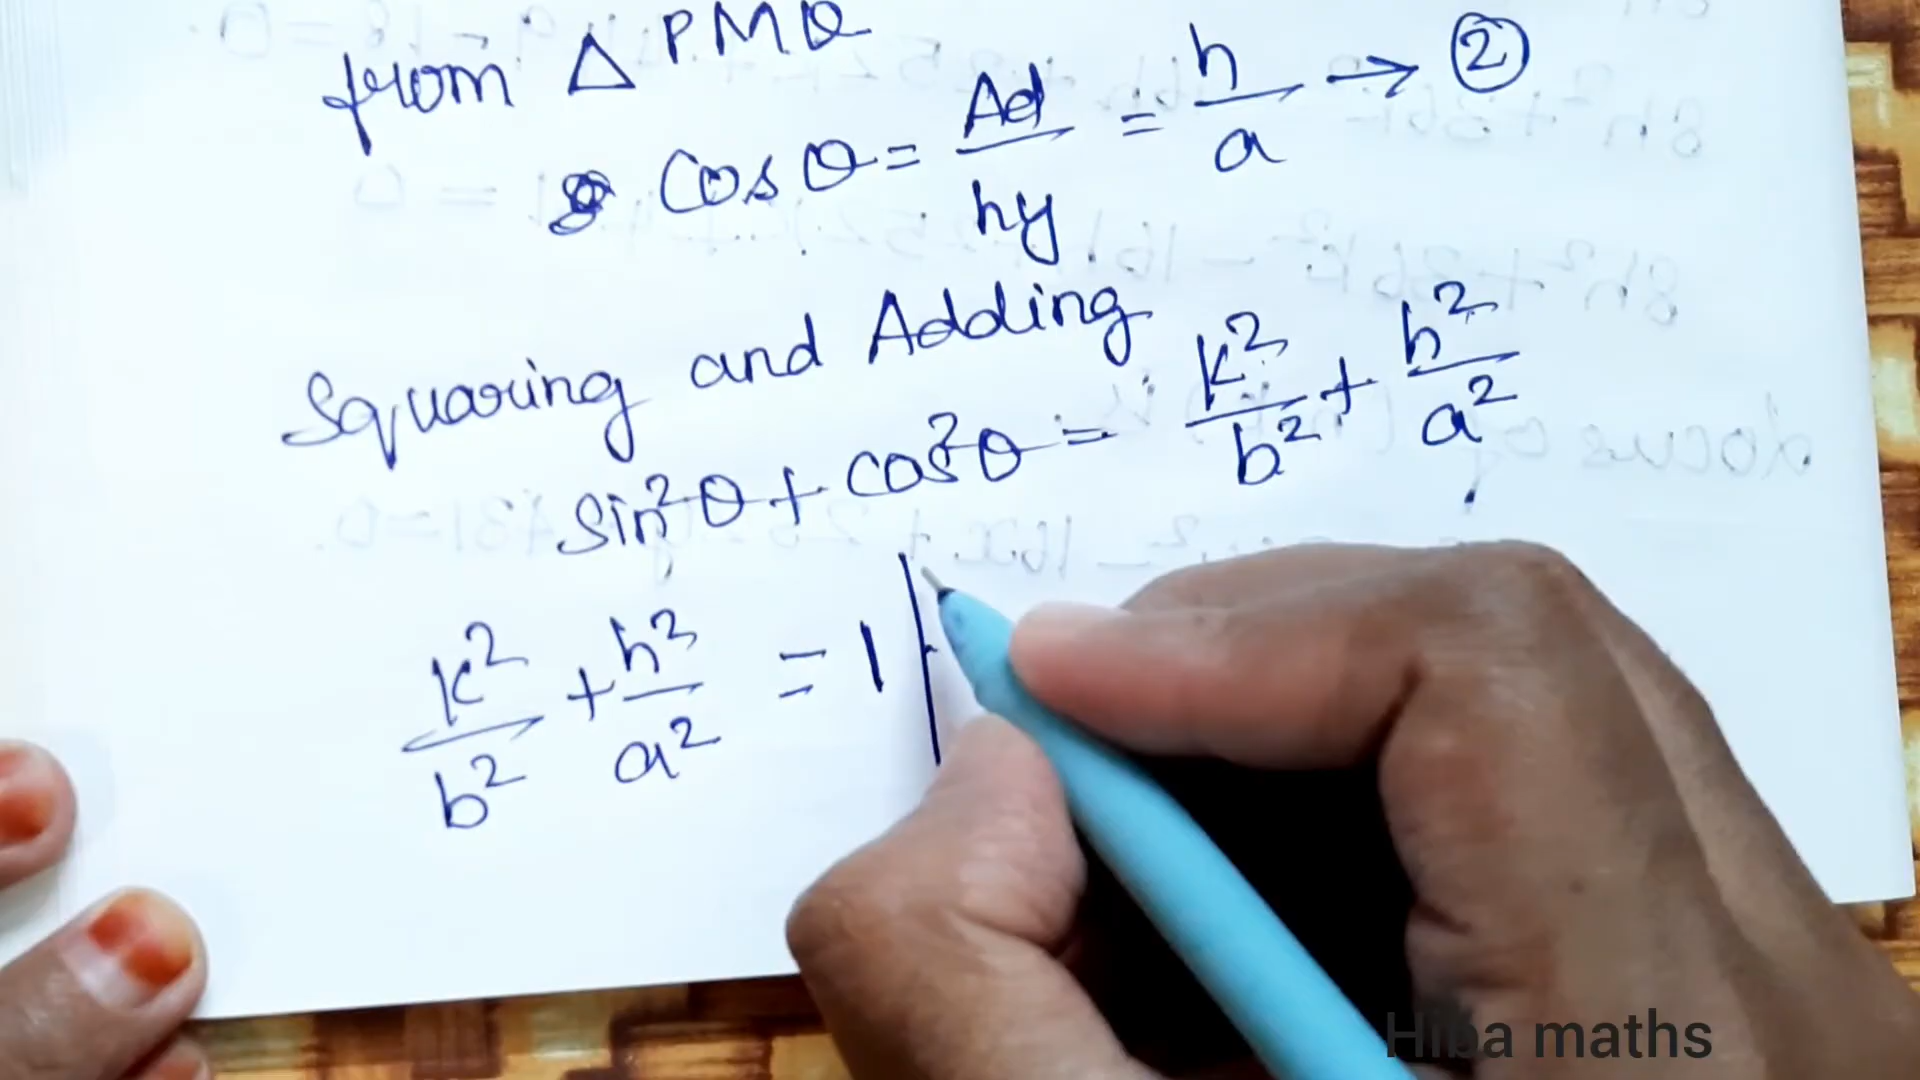 from Δ PMQ
Cos θ = Ad/hy = h/a → ②
Squaring and Adding
sin²θ + cos²θ = k²/b² + h²/a²
k²/b² + h²/a² = 1
Hiba maths